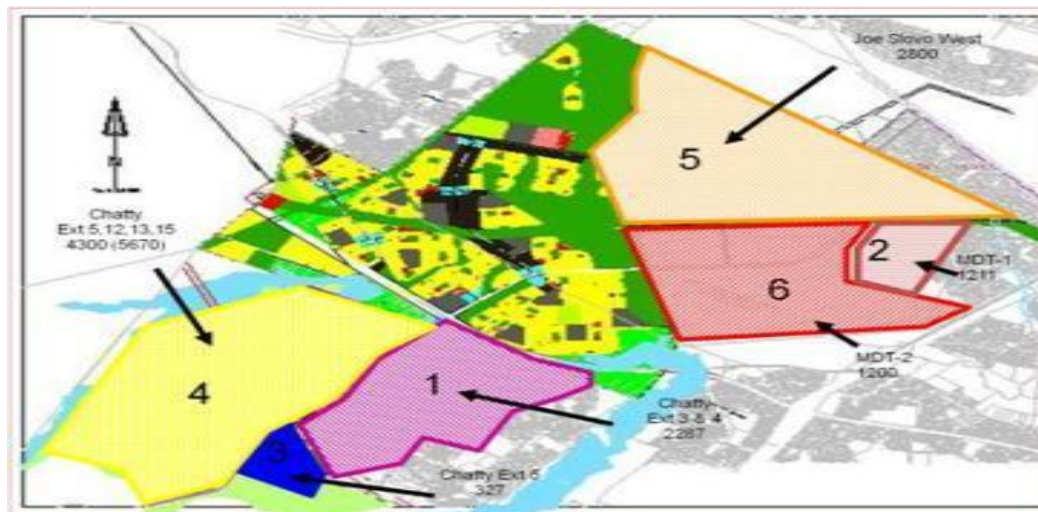 Joe Slovo West
2800
5
Chatty
Ext 5,12,13,15
4300 (5670)
2
MDT-1
1211
6
MDT-2
1200
4
1
Chatty
Ext 3 & 4
2287
3
Chatty Ext 5
327